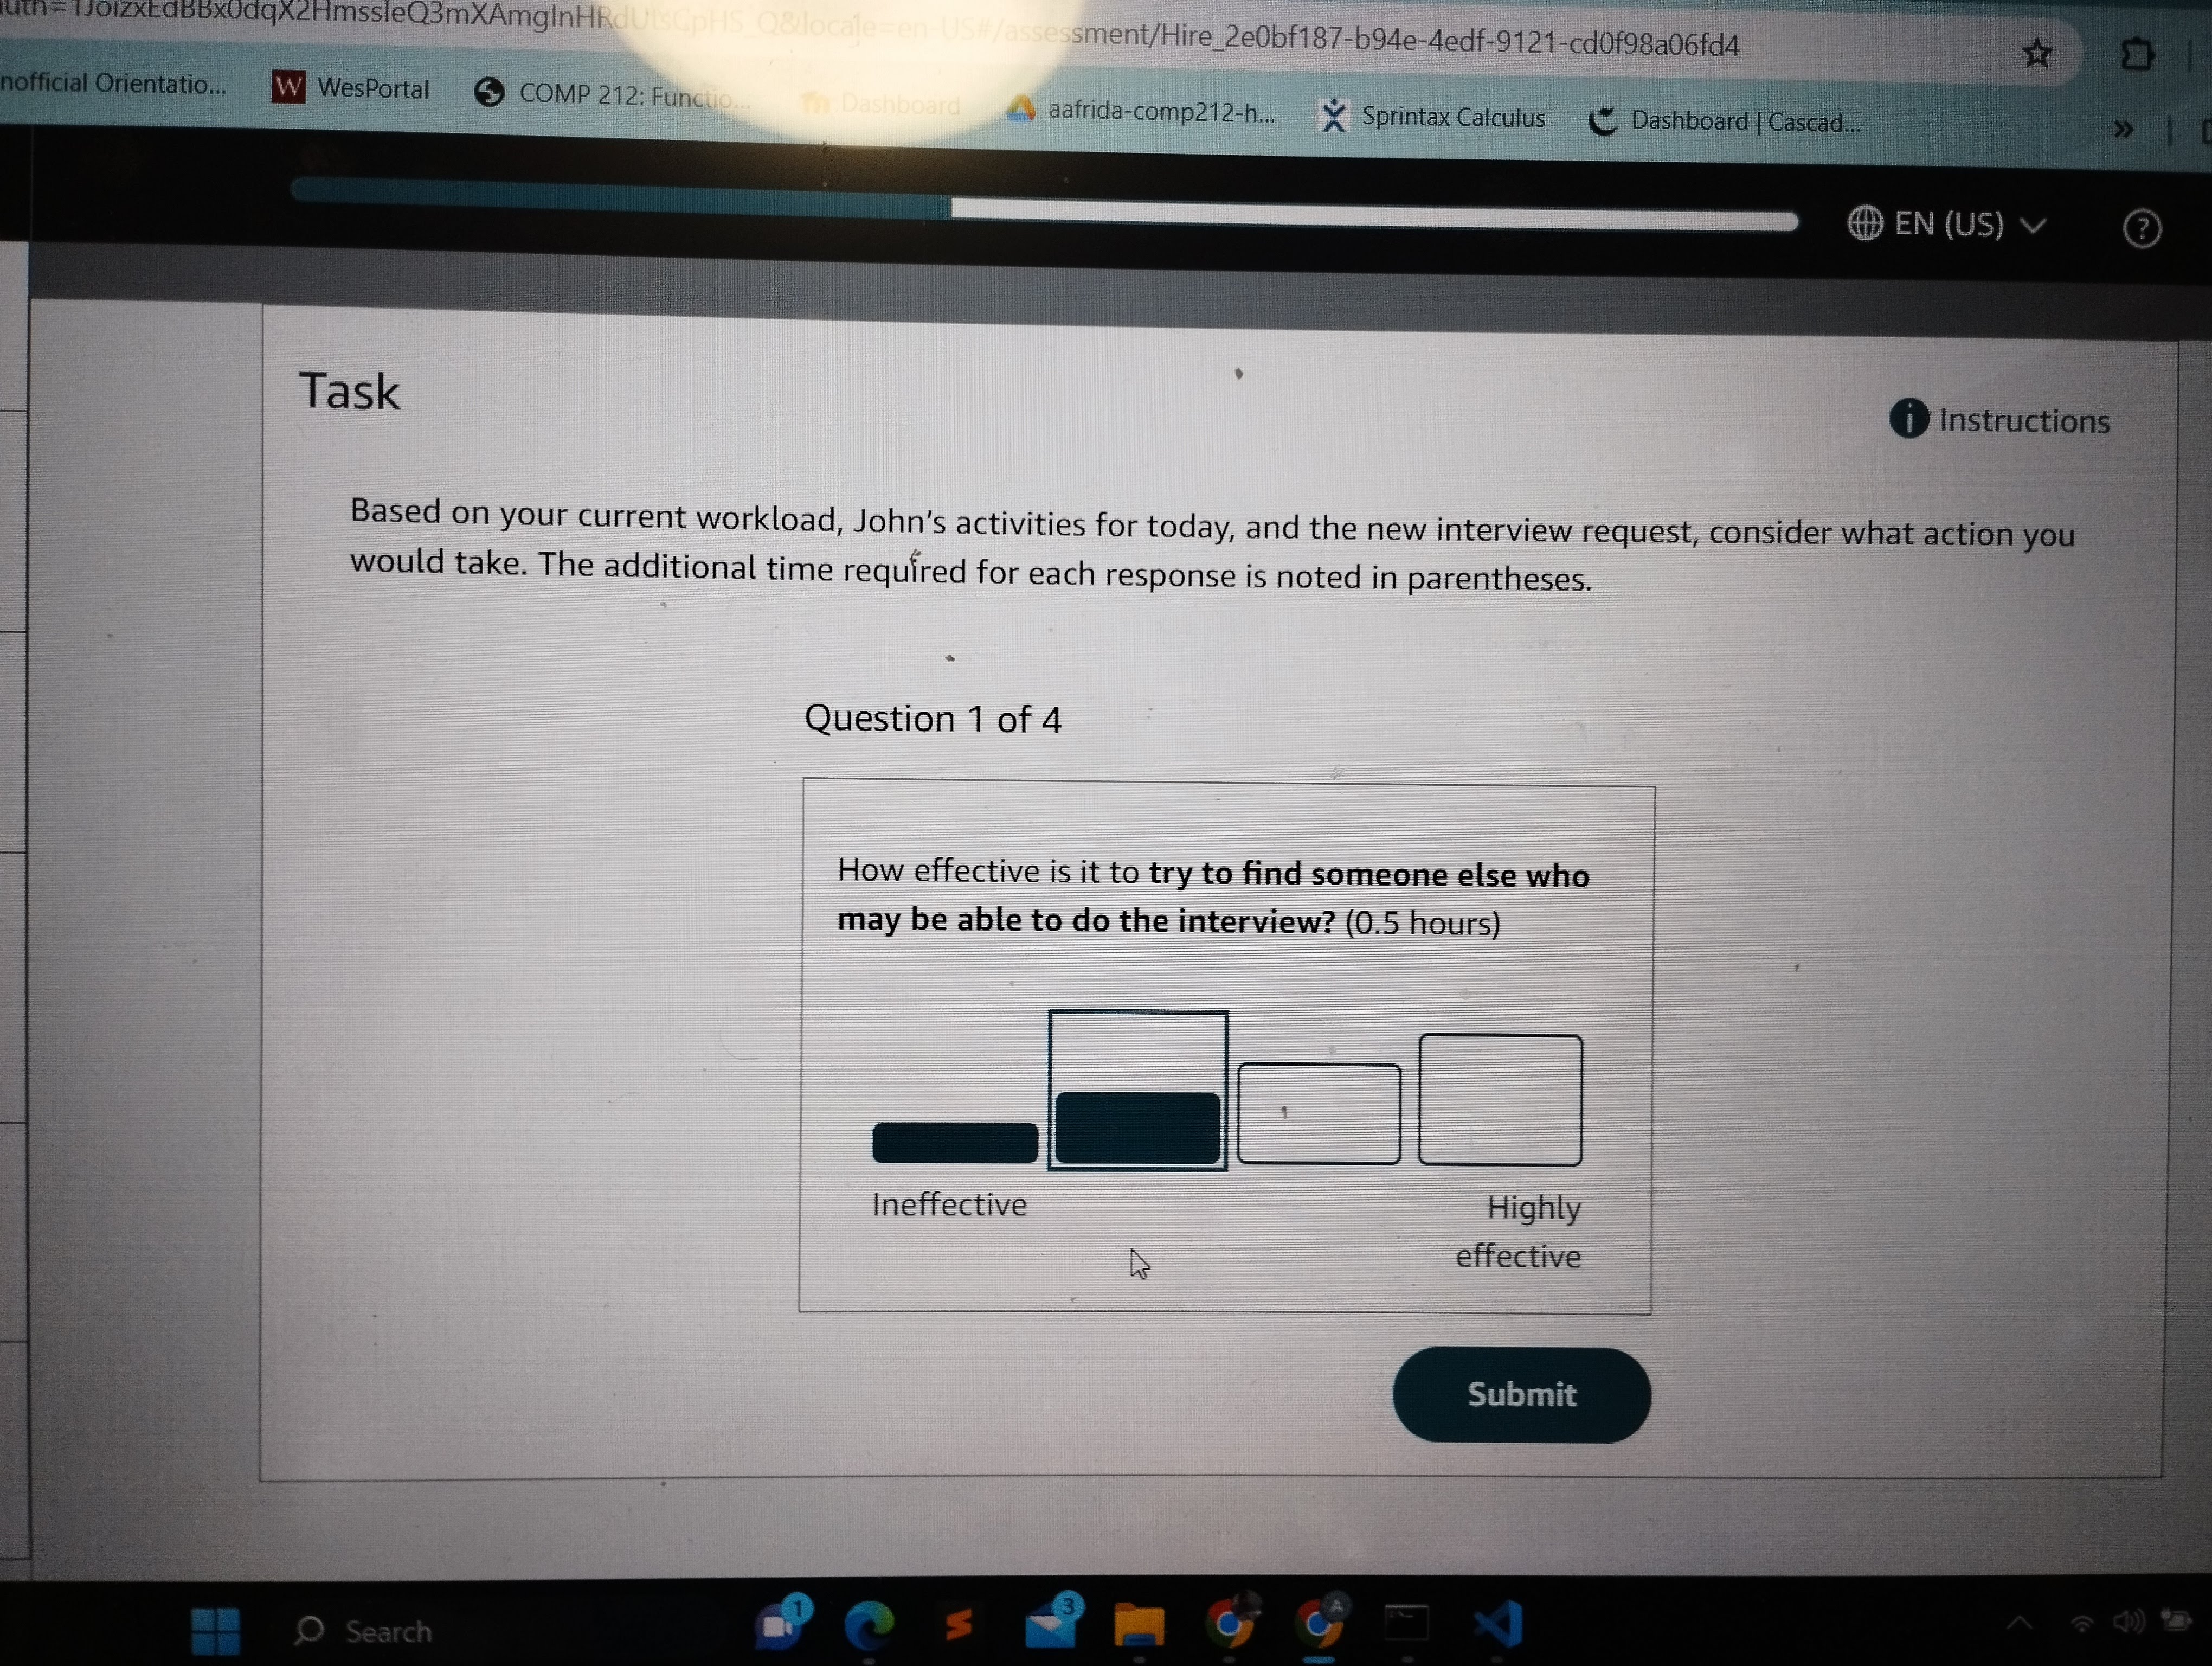 US#/assessment/Hire_2e0bf187-b94e-4edf-9121-cd0f98a06fd4
nofficial Orientatio...
WesPortal
COMP 212: Functio...
Dashboard
aafrida-comp212-h...
Sprintax Calculus
Dashboard | Cascad...
EN (US)
Task
Instructions
Based on your current workload, John's activities for today, and the new interview request, consider what action you
would take. The additional time required for each response is noted in parentheses.
Question 1 of 4
How effective is it to try to find someone else who
may be able to do the interview? (0.5 hours)
Ineffective
Highly
effective
Submit
Search
1
3
A